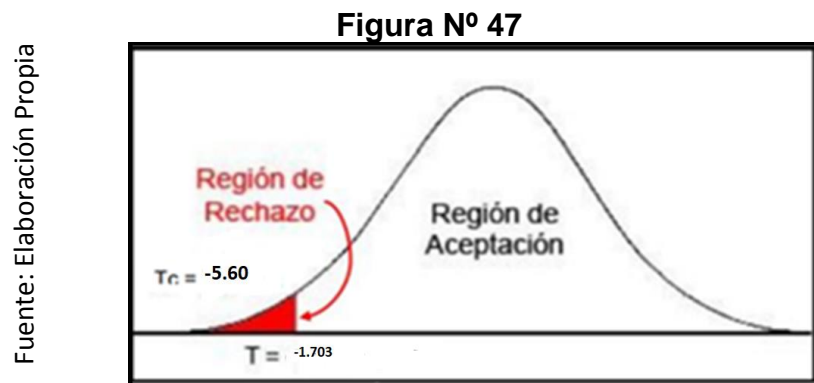 Figura Nº 47
Fuente: Elaboración Propia
Región de
Rechazo
Región de
Aceptación
Tc = -5.60
T = -1.703